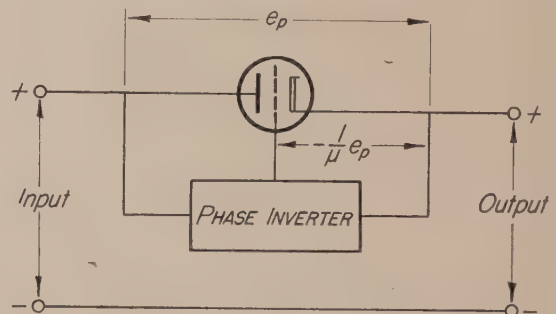 e_p
+
+
-1/μ e_p
Input
PHASE INVERTER
Output
-
-